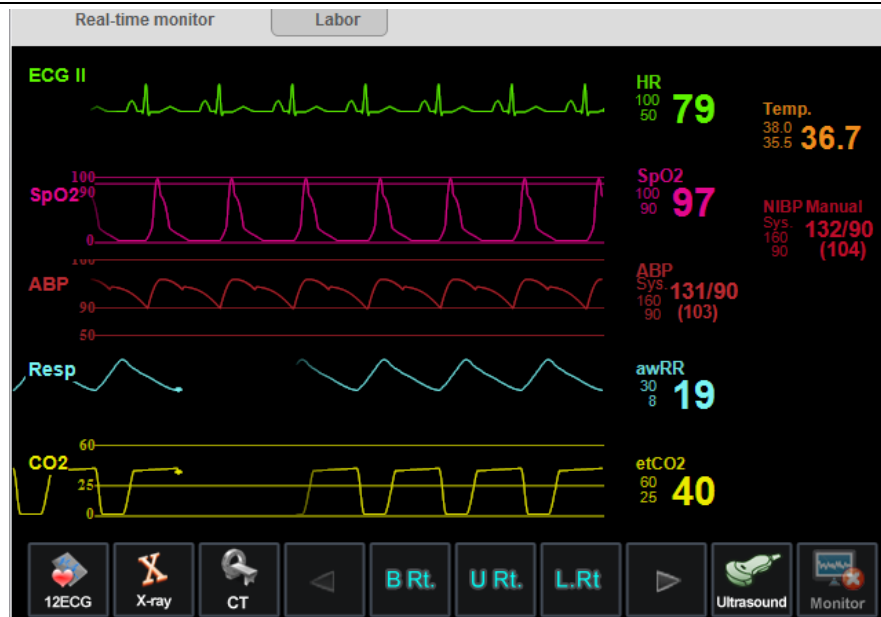 Real-time monitor
Labor
ECG II
HR
100
50
79
Temp.
38.0
35.5
36.7
SpO2
100
90
0
SpO2
100
90
97
NIBP Manual
Sys.
160
90
132/90
(104)
ABP
90
50
ABP
Sys.
160
90
131/90
(103)
Resp
awRR
30
8
19
CO2
60
25
0
etCO2
60
25
40
12ECG
X-ray
CT
B Rt.
U Rt.
L.Rt
Ultrasound
Monitor